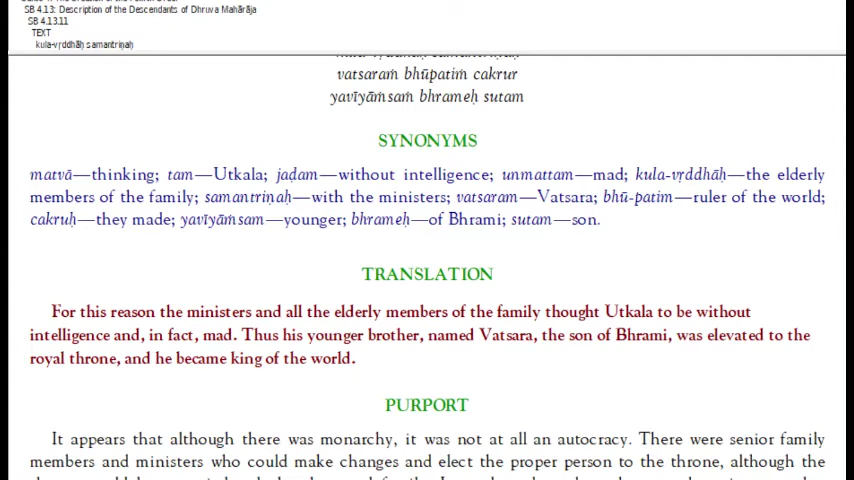 SB 4.13: Description of the Descendants of Dhruva Mahārāja
SB 4.13.11
TEXT
kula-vṛddhāḥ samantriṇaḥ
vatsaraṁ bhūpatiṁ cakrur
yavīyāṁsaṁ bhrameḥ sutam
SYNONYMS
matvā—thinking; tam—Utkala; jaḍam—without intelligence; unmattam—mad; kula-vṛddhāḥ—the elderly
members of the family; samantriṇaḥ—with the ministers; vatsaram—Vatsara; bhū-patim—ruler of the world;
cakruḥ—they made; yavīyāṁsam—younger; bhrameḥ—of Bhrami; sutam—son.
TRANSLATION
For this reason the ministers and all the elderly members of the family thought Utkala to be without
intelligence and, in fact, mad. Thus his younger brother, named Vatsara, the son of Bhrami, was elevated to the
royal throne, and he became king of the world.
PURPORT
It appears that although there was monarchy, it was not at all an autocracy. There were senior family
members and ministers who could make changes and elect the proper person to the throne, although the